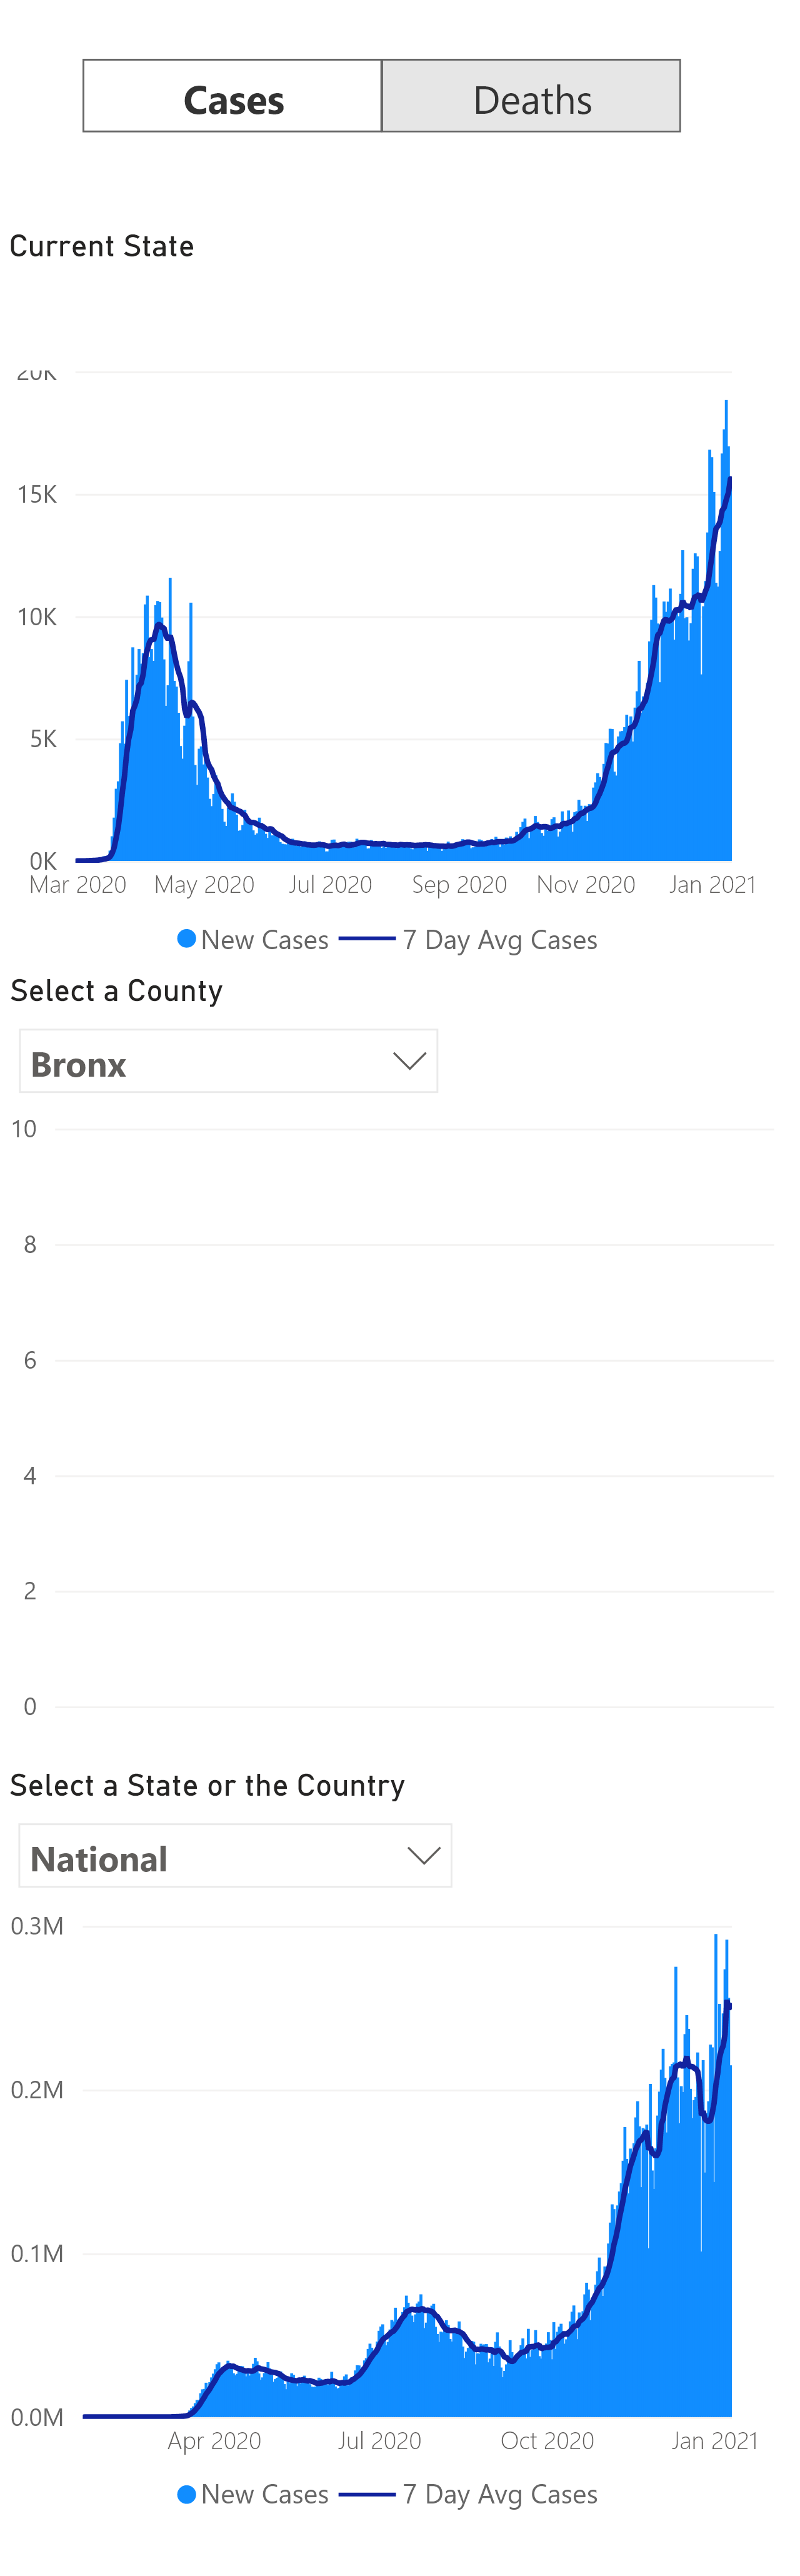 Cases Deaths
Current State
20K
15K
10K
5K
0K
Mar 2020 May 2020 Jul 2020 Sep 2020 Nov 2020 Jan 2021
New Cases 7 Day Avg Cases
Select a County
Bronx
10
8
6
4
2
0
Select a State or the Country
National
0.3M
0.2M
0.1M
0.0M
Apr 2020 Jul 2020 Oct 2020 Jan 2021
New Cases 7 Day Avg Cases